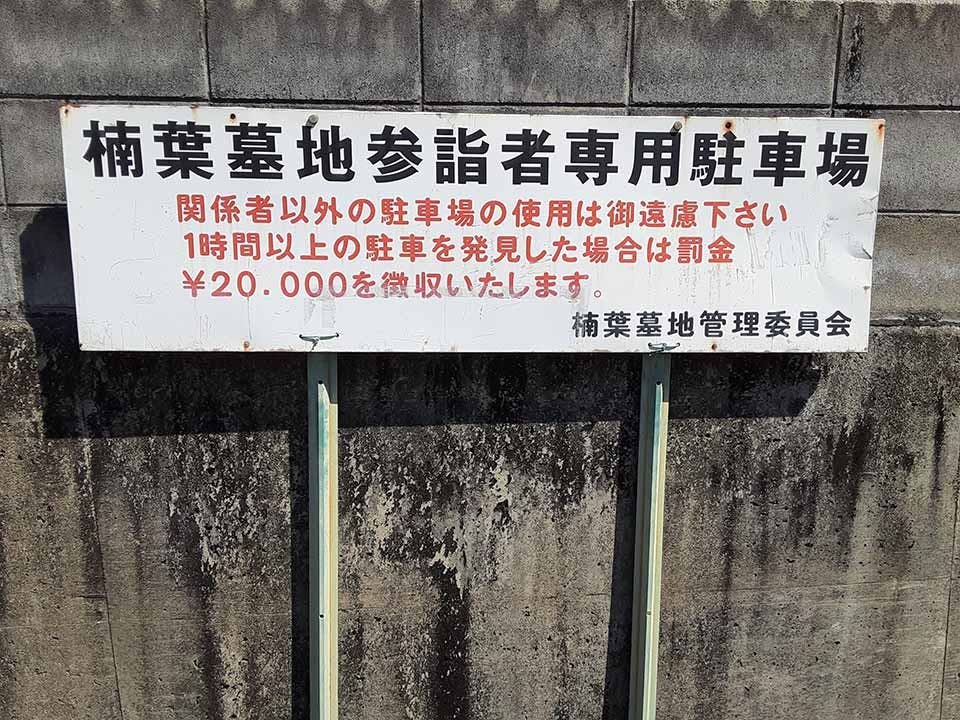 楠葉墓地参詣者専用駐車場
関係者以外の駐車場の使用は御遠慮下さい
1時間以上の駐車を発見した場合は罰金
¥20.000を徴収いたします。
楠葉墓地管理委員会